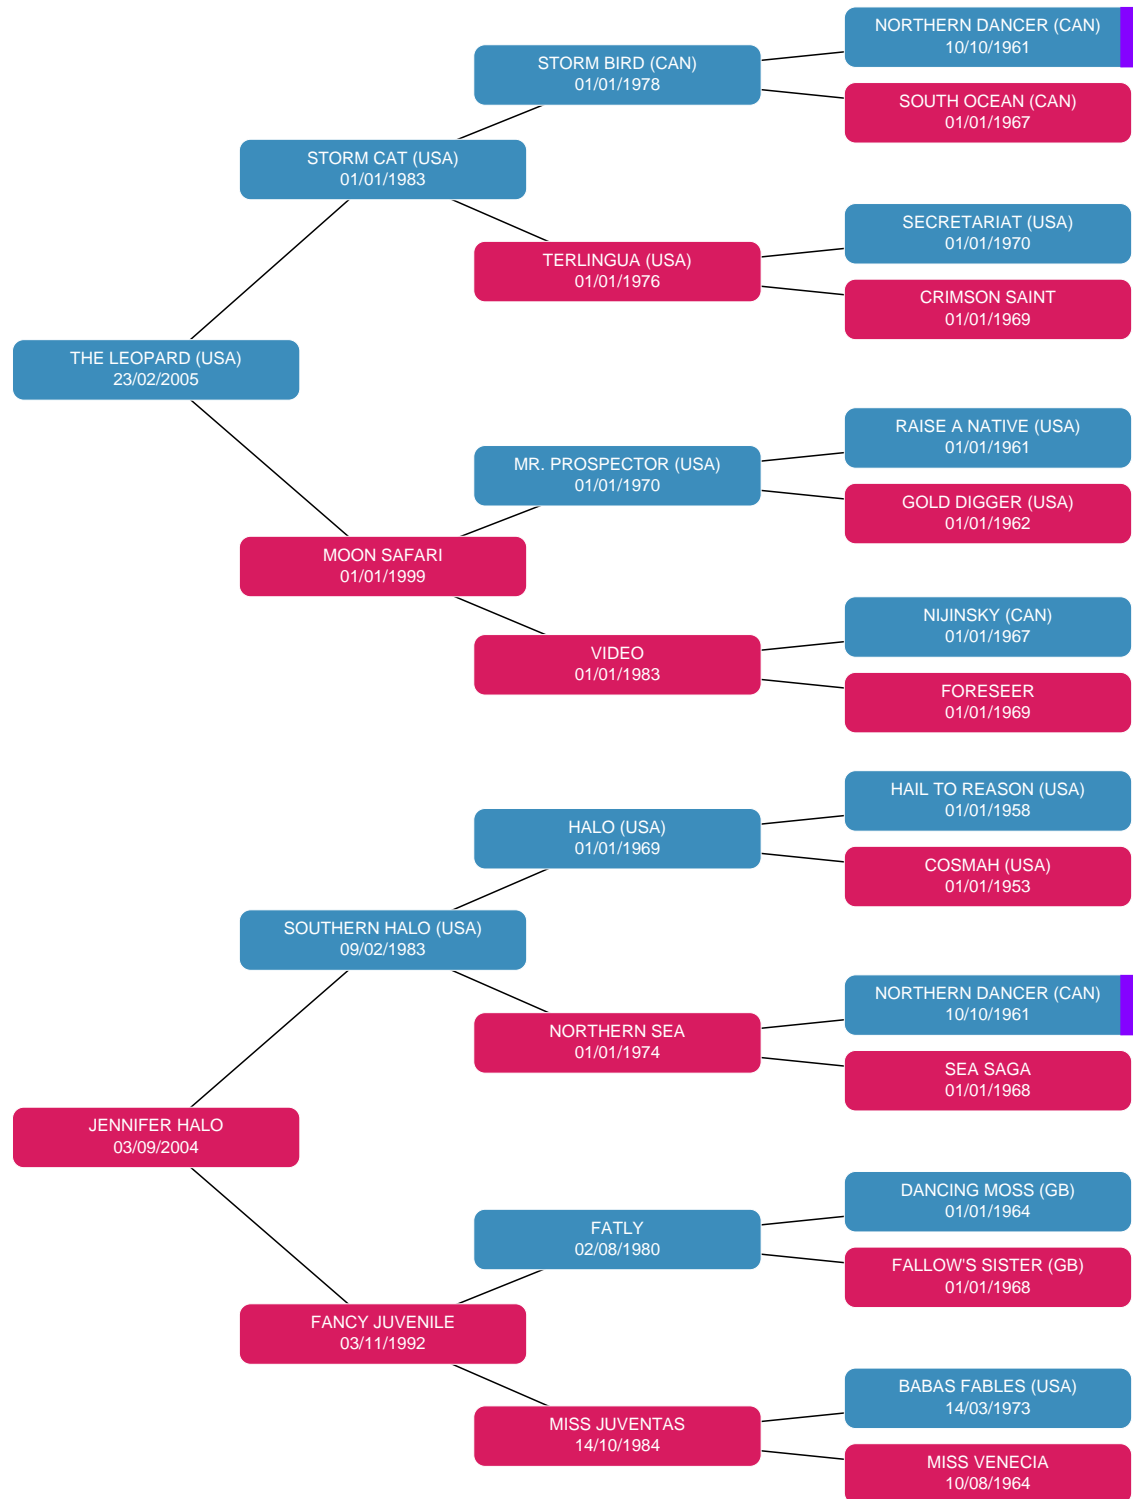 NORTHERN DANCER (CAN)
10/10/1961
STORM BIRD (CAN)
01/01/1978
SOUTH OCEAN (CAN)
01/01/1967
STORM CAT (USA)
01/01/1983
SECRETARIAT (USA)
01/01/1970
TERLINGUA (USA)
01/01/1976
CRIMSON SAINT
01/01/1969
THE LEOPARD (USA)
23/02/2005
RAISE A NATIVE (USA)
01/01/1961
MR. PROSPECTOR (USA)
01/01/1970
GOLD DIGGER (USA)
01/01/1962
MOON SAFARI
01/01/1999
NIJINSKY (CAN)
01/01/1967
VIDEO
01/01/1983
FORESEER
01/01/1969
HAIL TO REASON (USA)
01/01/1958
HALO (USA)
01/01/1969
COSMAH (USA)
01/01/1953
SOUTHERN HALO (USA)
09/02/1983
NORTHERN DANCER (CAN)
10/10/1961
NORTHERN SEA
01/01/1974
SEA SAGA
01/01/1968
JENNIFER HALO
03/09/2004
DANCING MOSS (GB)
01/01/1964
FATLY
02/08/1980
FALLOW'S SISTER (GB)
01/01/1968
FANCY JUVENILE
03/11/1992
BABAS FABLES (USA)
14/03/1973
MISS JUVENTAS
14/10/1984
MISS VENECIA
10/08/1964